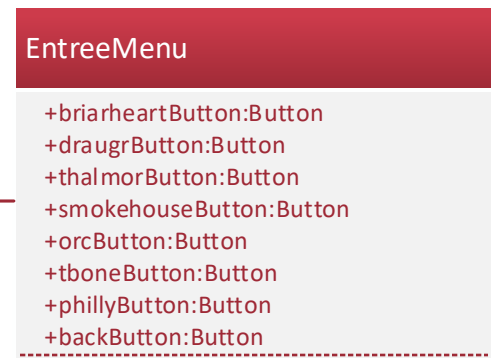 EntreeMenu
+briarheartButton:Button
+draugrButton:Button
+thalmorButton:Button
+smokehouseButton:Button
+orcButton:Button
+tboneButton:Button
+phillyButton:Button
+backButton:Button